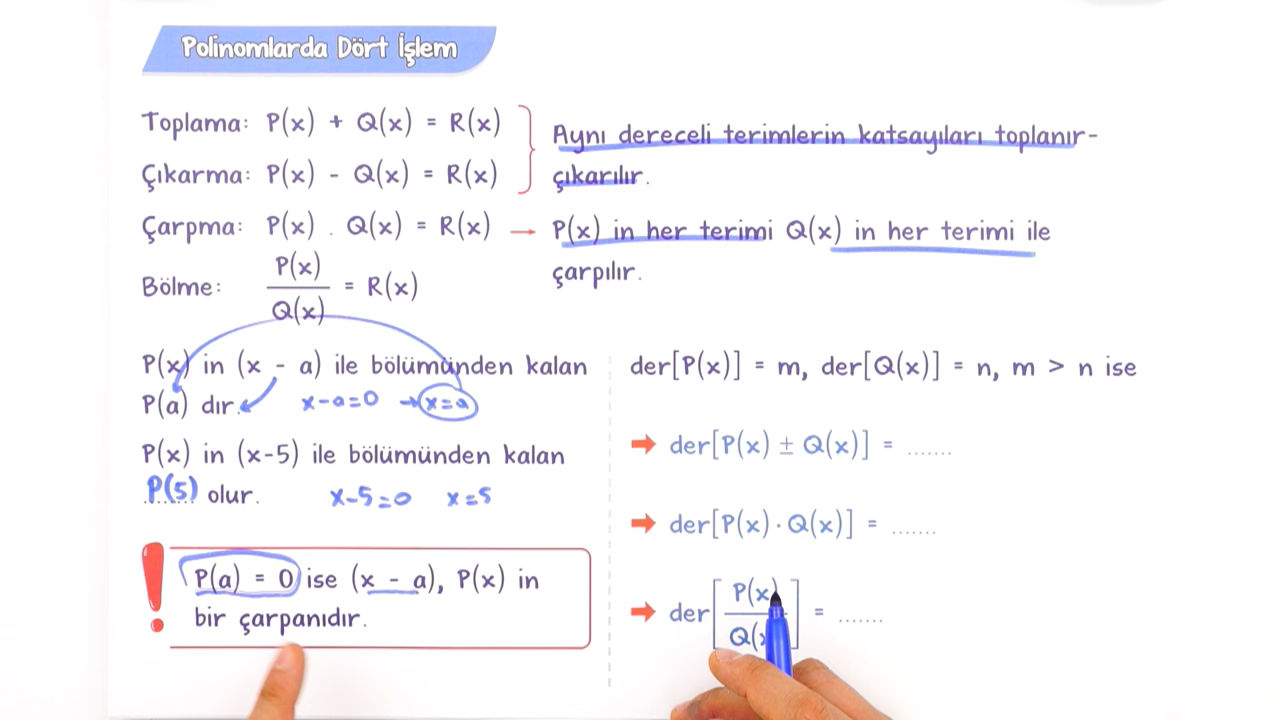 Polinomlarda Dört İşlem
Toplama: P(x) + Q(x) = R(x)
Çıkarma: P(x) - Q(x) = R(x)
Aynı dereceli terimlerin katsayıları toplanır-
çıkarılır.
Çarpma: P(x) . Q(x) = R(x) → P(x) in her terimi Q(x) in her terimi ile
çarpılır.
Bölme: P(x)/Q(x) = R(x)
P(x) in (x - a) ile bölümünden kalan
P(a) dır. x-a=0 → x=a
P(x) in (x-5) ile bölümünden kalan
P(5) olur. x-5=0 x=5
! P(a) = 0 ise (x - a), P(x) in
bir çarpanıdır.
der[P(x)] = m, der[Q(x)] = n, m > n ise
➡ der[P(x) ± Q(x)] = .......
➡ der[P(x) · Q(x)] = .......
➡ der[P(x)/Q(x)] = .......